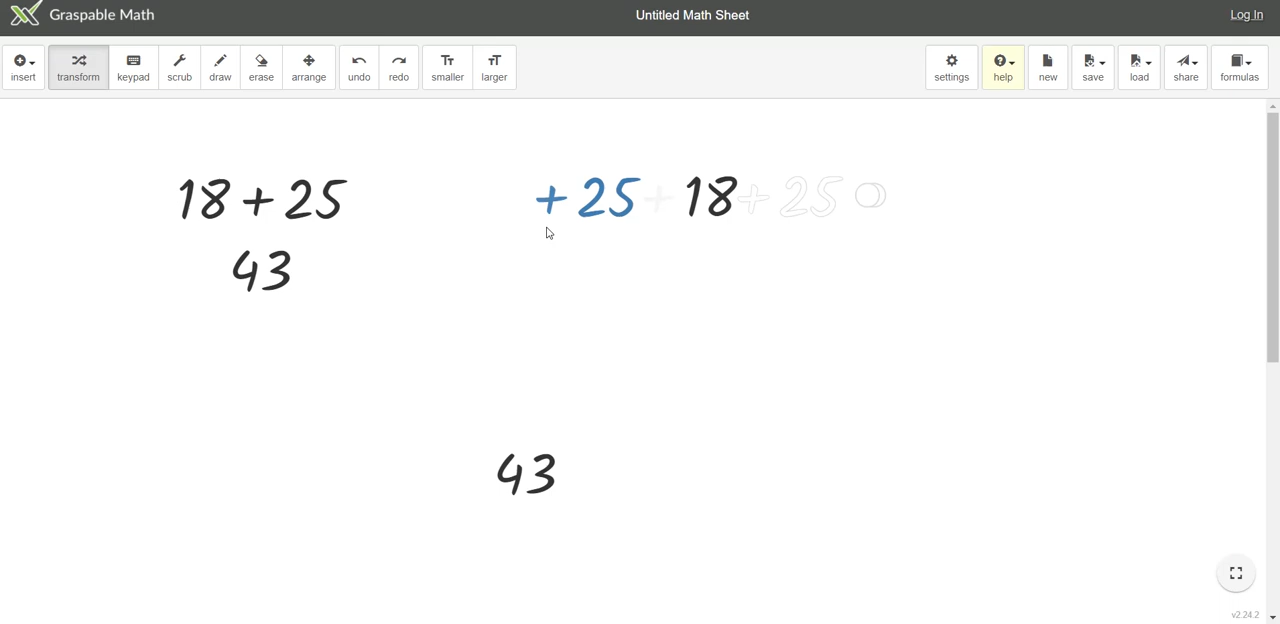 Graspable Math
Untitled Math Sheet
Log In
insert
transform
keypad
scrub
draw
erase
arrange
undo
redo
smaller
larger
settings
help
new
save
load
share
formulas
18 + 25
43
+ 25 + 18 + 25
43
v2.24.2